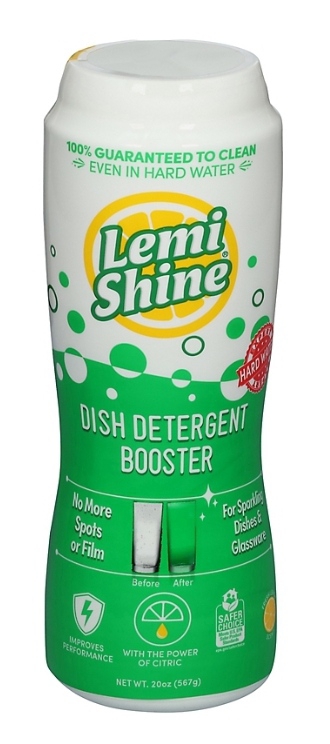 100% GUARANTEED TO CLEAN
EVEN IN HARD WATER
Lemi
Shine®
HARD
DISH DETERGENT
BOOSTER
No More
Spots
or Film
For Sparkling
Dishes &
Glassware
Before After
IMPROVES
PERFORMANCE
WITH THE POWER
OF CITRIC
SAFER
CHOICE
NET WT. 20oz (567g)